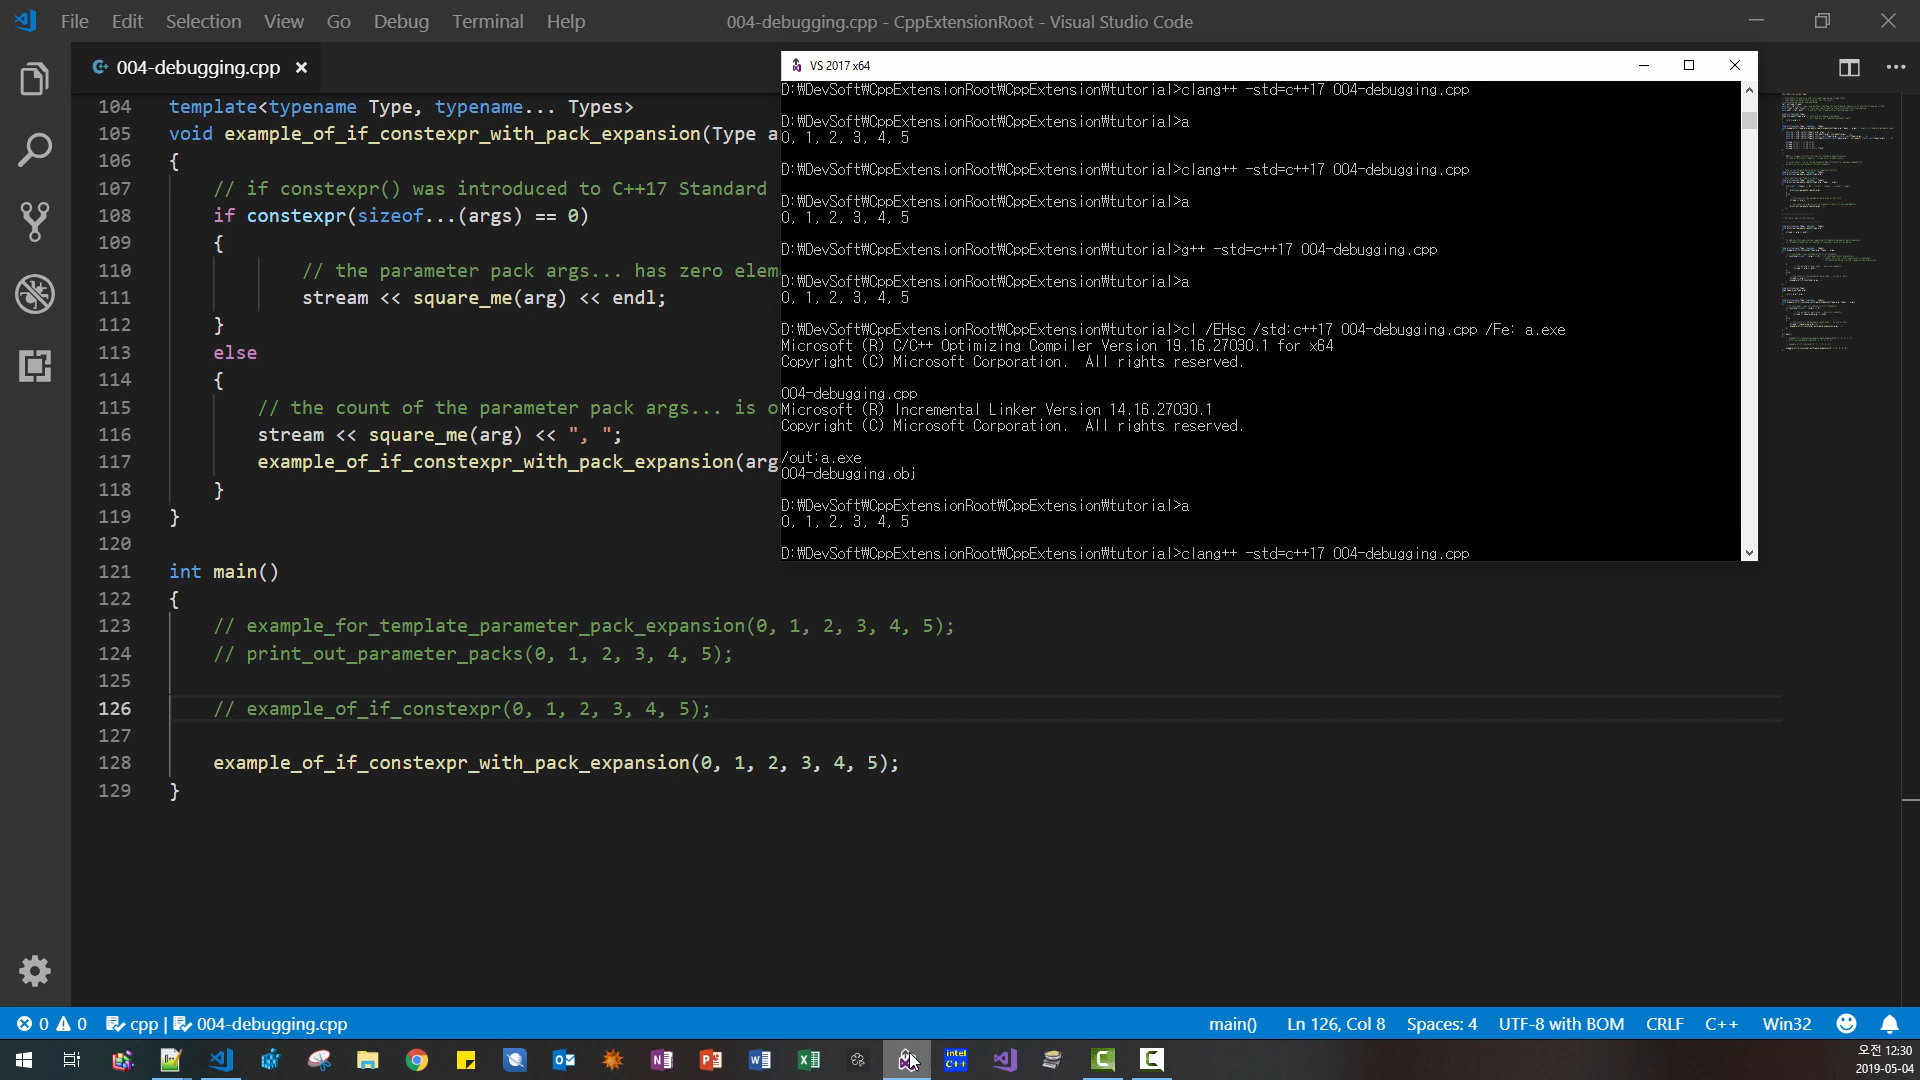 File Edit Selection View Go Debug Terminal Help
004-debugging.cpp - CppExtensionRoot - Visual Studio Code
004-debugging.cpp
104 template<typename Type, typename... Types>
105 void example_of_if_constexpr_with_pack_expansion(Type a
106 {
107 // if constexpr() was introduced to C++17 Standard
108 if constexpr(sizeof...(args) == 0)
109 {
110 // the parameter pack args... has zero elem
111 stream << square_me(arg) << endl;
112 }
113 else
114 {
115 // the count of the parameter pack args... is o
116 stream << square_me(arg) << ", ";
117 example_of_if_constexpr_with_pack_expansion(arg
118 }
119 }
120
121 int main()
122 {
123 // example_for_template_parameter_pack_expansion(0, 1, 2, 3, 4, 5);
124 // print_out_parameter_packs(0, 1, 2, 3, 4, 5);
125
126 // example_of_if_constexpr(0, 1, 2, 3, 4, 5);
127
128 example_of_if_constexpr_with_pack_expansion(0, 1, 2, 3, 4, 5);
129 }
VS 2017 x64
D:₩DevSoft₩CppExtensionRoot₩CppExtension₩tutorial>clang++ -std=c++17 004-debugging.cpp
D:₩DevSoft₩CppExtensionRoot₩CppExtension₩tutorial>a
0, 1, 2, 3, 4, 5
D:₩DevSoft₩CppExtensionRoot₩CppExtension₩tutorial>clang++ -std=c++17 004-debugging.cpp
D:₩DevSoft₩CppExtensionRoot₩CppExtension₩tutorial>a
0, 1, 2, 3, 4, 5
D:₩DevSoft₩CppExtensionRoot₩CppExtension₩tutorial>g++ -std=c++17 004-debugging.cpp
D:₩DevSoft₩CppExtensionRoot₩CppExtension₩tutorial>a
0, 1, 2, 3, 4, 5
D:₩DevSoft₩CppExtensionRoot₩CppExtension₩tutorial>cl /EHsc /std:c++17 004-debugging.cpp /Fe: a.exe
Microsoft (R) C/C++ Optimizing Compiler Version 19.16.27030.1 for x64
Copyright (C) Microsoft Corporation. All rights reserved.
004-debugging.cpp
Microsoft (R) Incremental Linker Version 14.16.27030.1
Copyright (C) Microsoft Corporation. All rights reserved.
/out:a.exe
004-debugging.obj
D:₩DevSoft₩CppExtensionRoot₩CppExtension₩tutorial>a
0, 1, 2, 3, 4, 5
D:₩DevSoft₩CppExtensionRoot₩CppExtension₩tutorial>clang++ -std=c++17 004-debugging.cpp
0 0 cpp | 004-debugging.cpp
main() Ln 126, Col 8 Spaces: 4 UTF-8 with BOM CRLF C++ Win32
intel C++
오전 12:30
2019-05-04